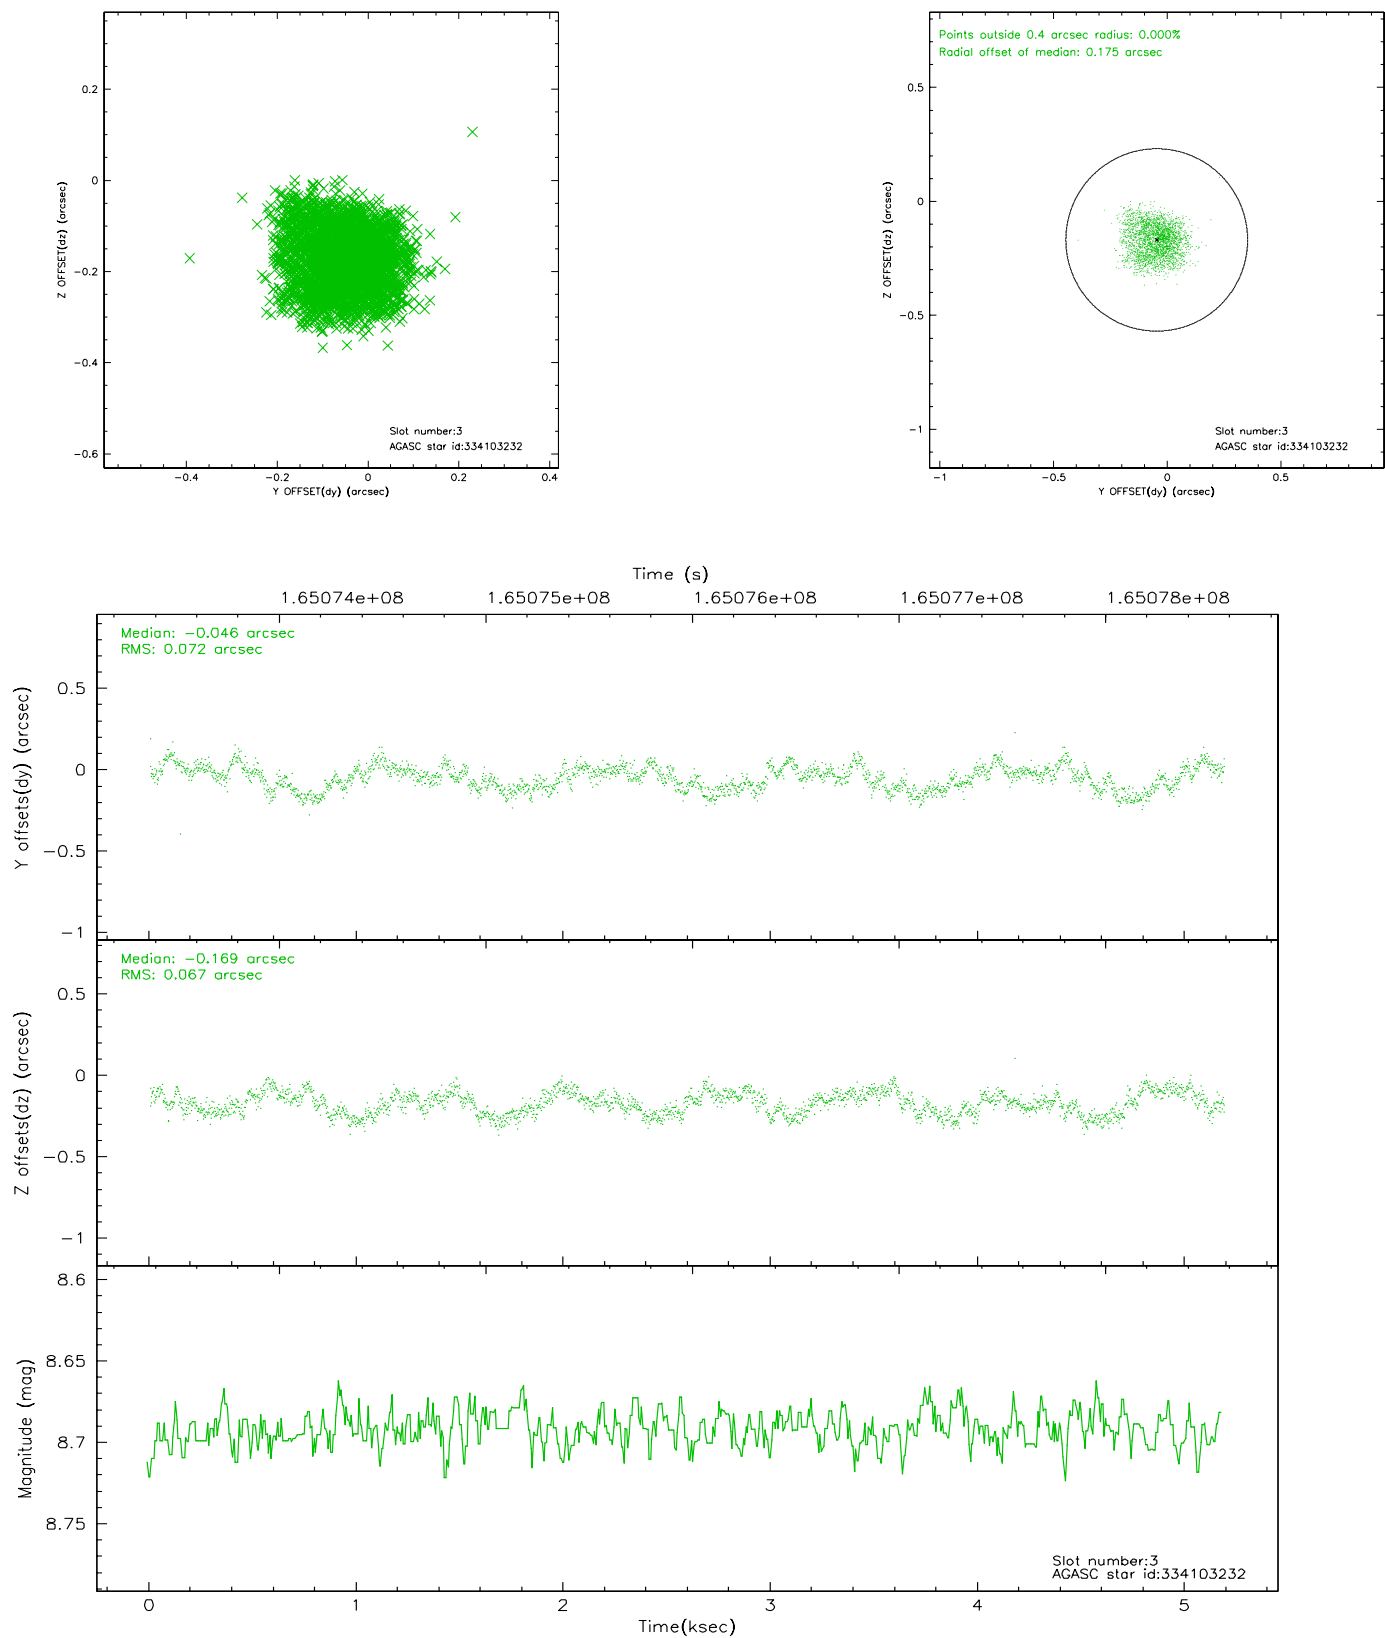 0.2
0
−0.2
−0.4
−0.6
Z OFFSET(dz) (arcsec)
Slot number:3
AGASC star id:334103232
−0.4
−0.2
0
0.2
0.4
Y OFFSET(dy) (arcsec)
Points outside 0.4 arcsec radius: 0.000%
Radial offset of median: 0.175 arcsec
0.5
0
−0.5
−1
Z OFFSET(dz) (arcsec)
Slot number:3
AGASC star id:334103232
−1
−0.5
0
0.5
Y OFFSET(dy) (arcsec)
Time (s)
1.65074e+08
1.65075e+08
1.65076e+08
1.65077e+08
1.65078e+08
Median: −0.046 arcsec
RMS: 0.072 arcsec
0.5
0
−0.5
−1
Y offsets(dy) (arcsec)
Median: −0.169 arcsec
RMS: 0.067 arcsec
0.5
0
−0.5
−1
Z offsets(dz) (arcsec)
8.6
8.65
8.7
8.75
Magnitude (mag)
Slot number:3
AGASC star id:334103232
0
1
2
3
4
5
Time(ksec)